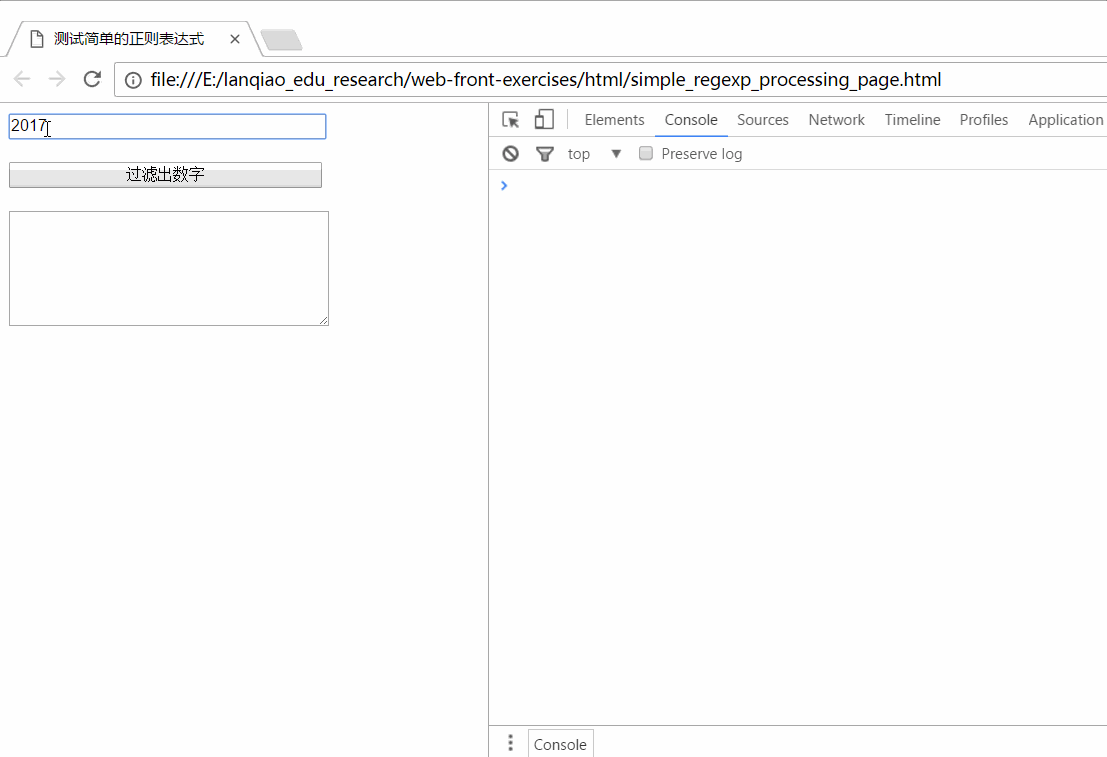 测试简单的正则表达式
file:///E:/lanqiao_edu_research/web-front-exercises/html/simple_regexp_processing_page.html
2017
过滤出数字
Elements Console Sources Network Timeline Profiles Application
top Preserve log
Console